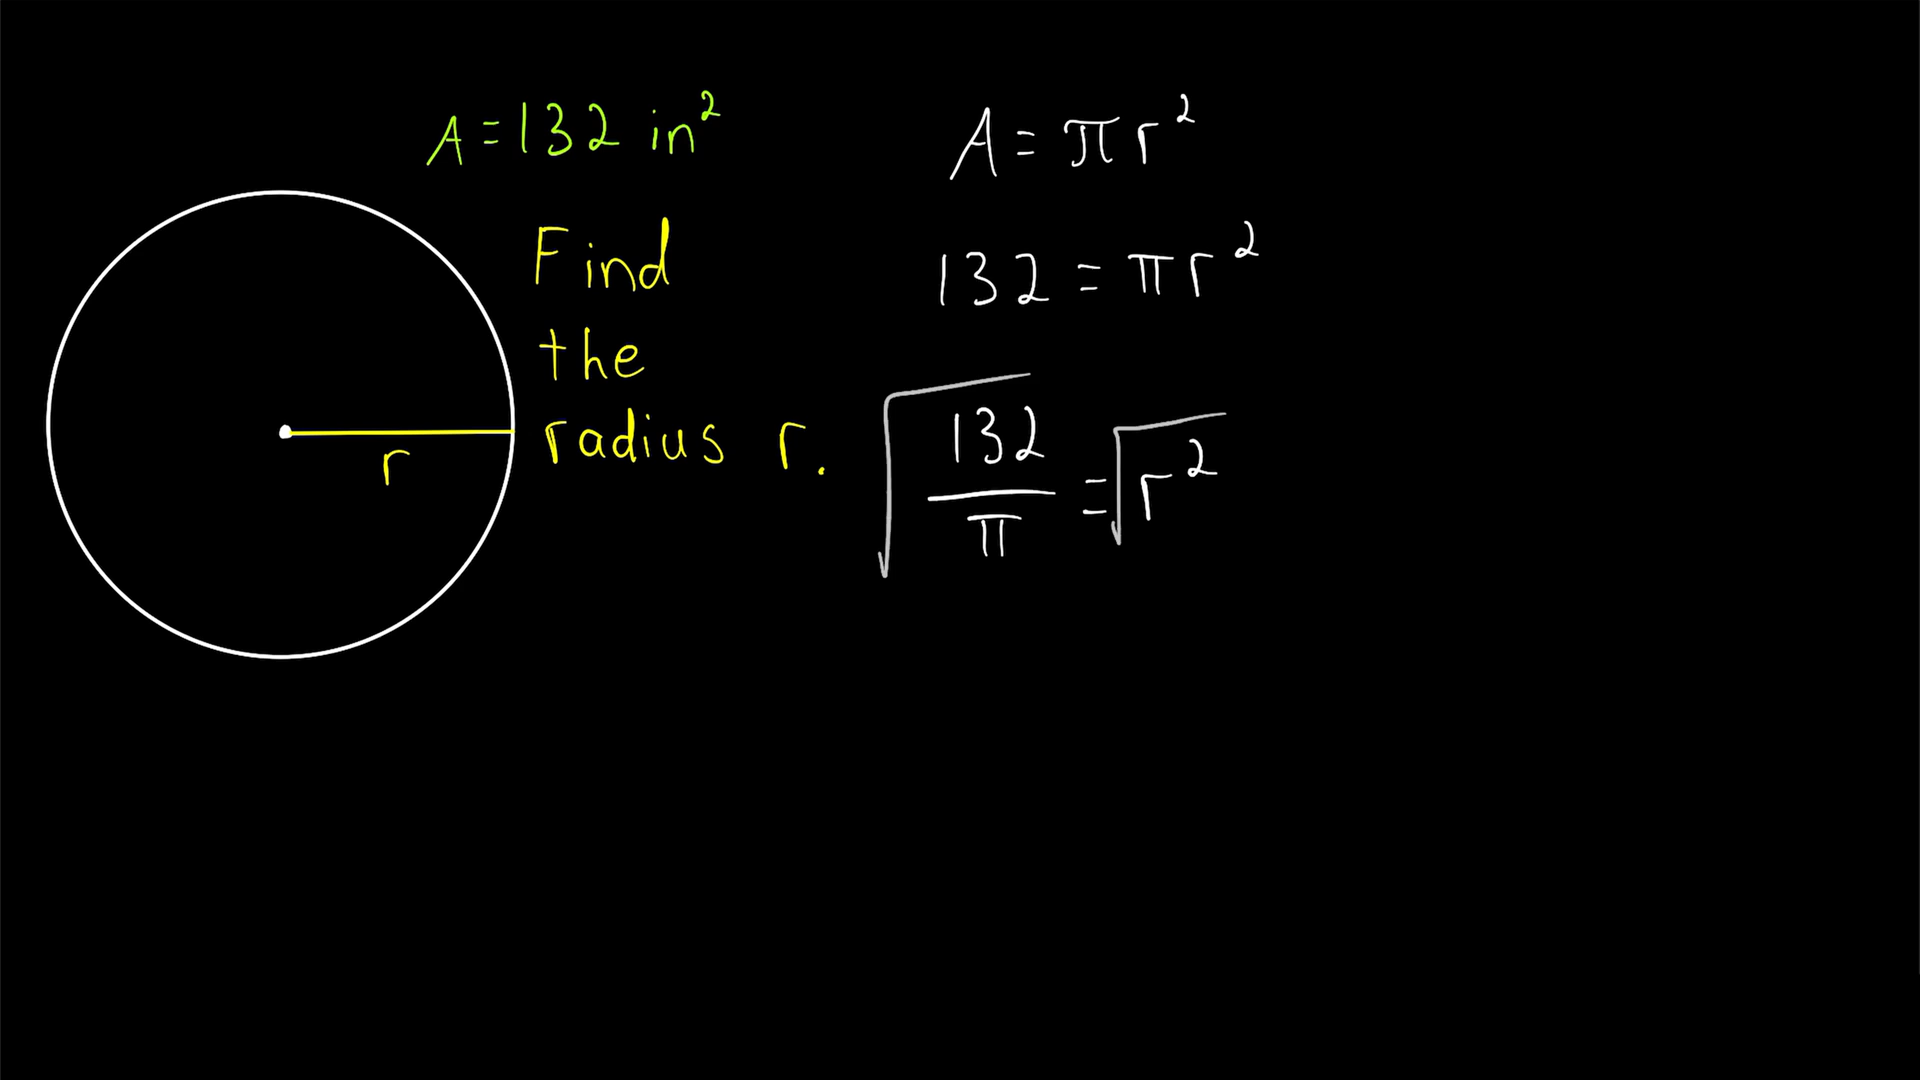 A = 132 in²
Find
the
radius r.
r
A = πr²
132 = πr²
√(132/π) = √r²